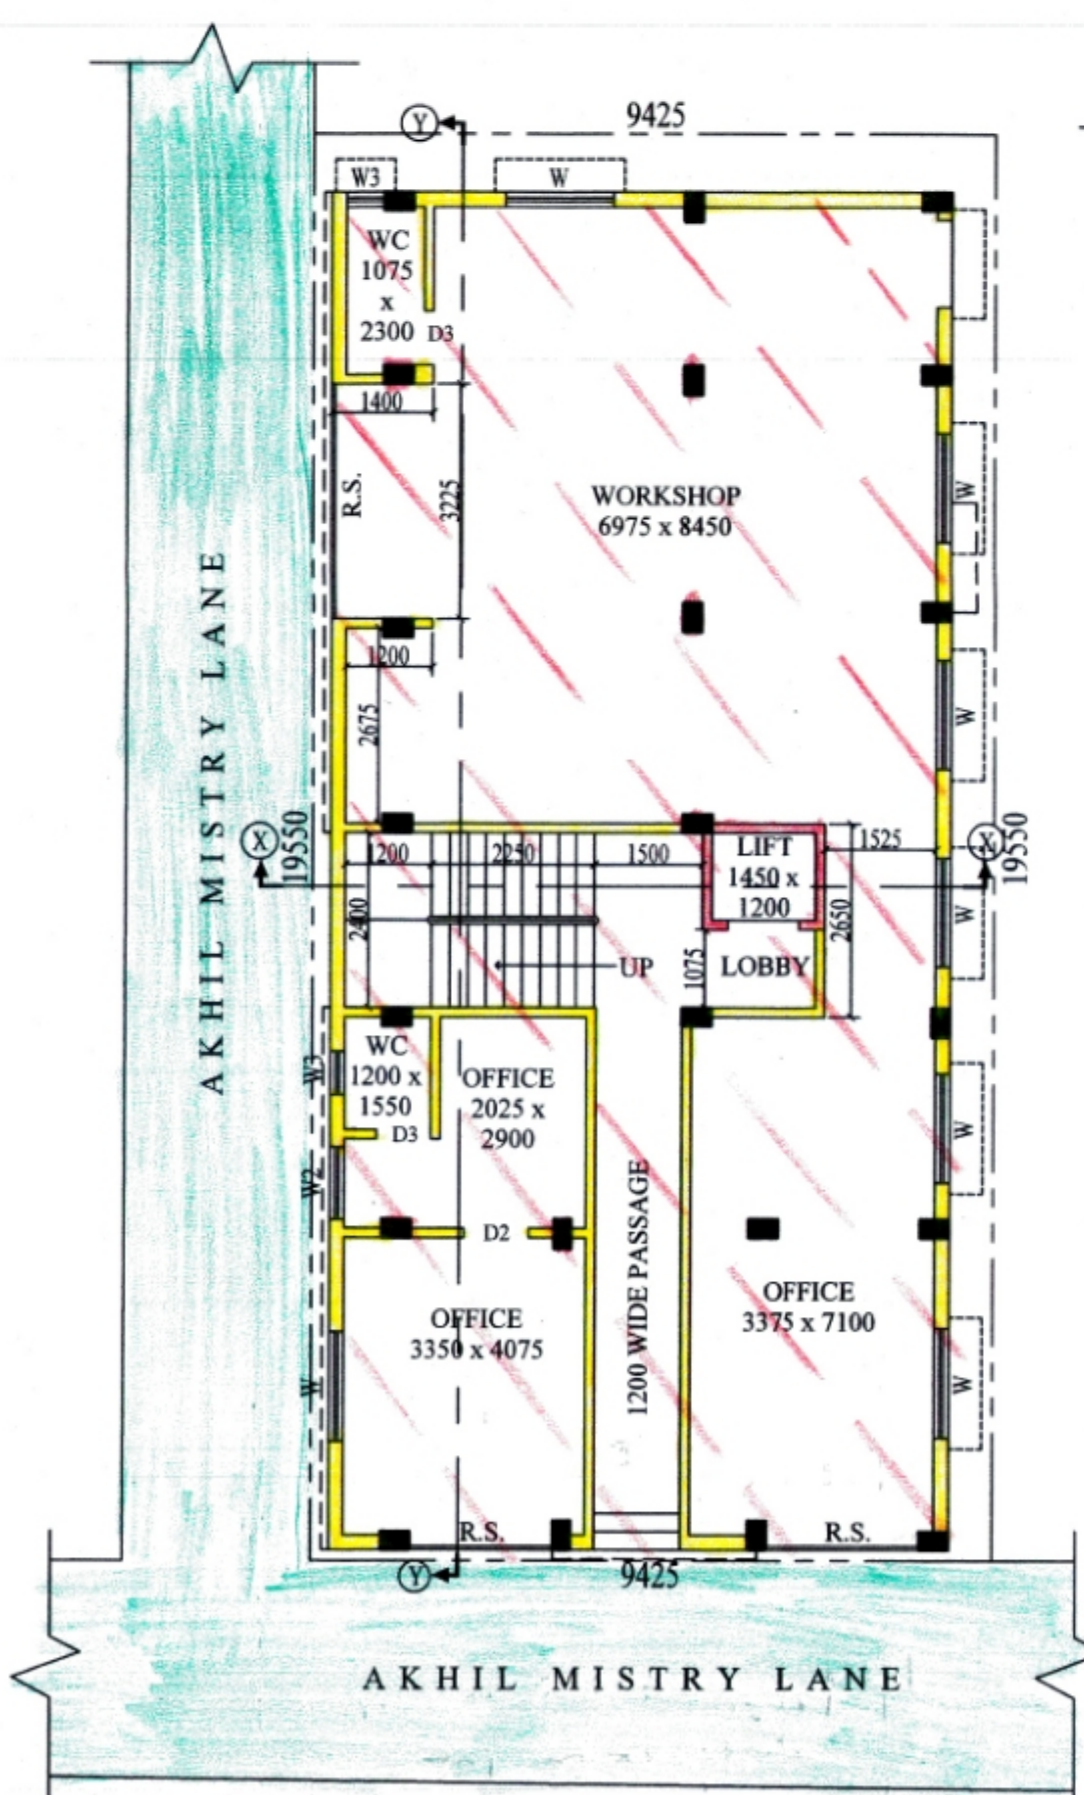 9425
Y
W3
W
WC
1075
x
2300
D3
1400
R.S.
3225
W
WORKSHOP
6975 x 8450
AKHIL MISTRY LANE
1200
2675
W
X
19550
1200
2250
1500
LIFT
1450 x
1200
1525
X
19550
2400
2650
W
UP
1075
LOBBY
W3
WC
1200 x
1550
D3
OFFICE
2025 x
2900
W
W2
D2
1200 WIDE PASSAGE
OFFICE
3350 x 4075
OFFICE
3375 x 7100
W
W
R.S.
R.S.
Y
9425
AKHIL MISTRY LANE